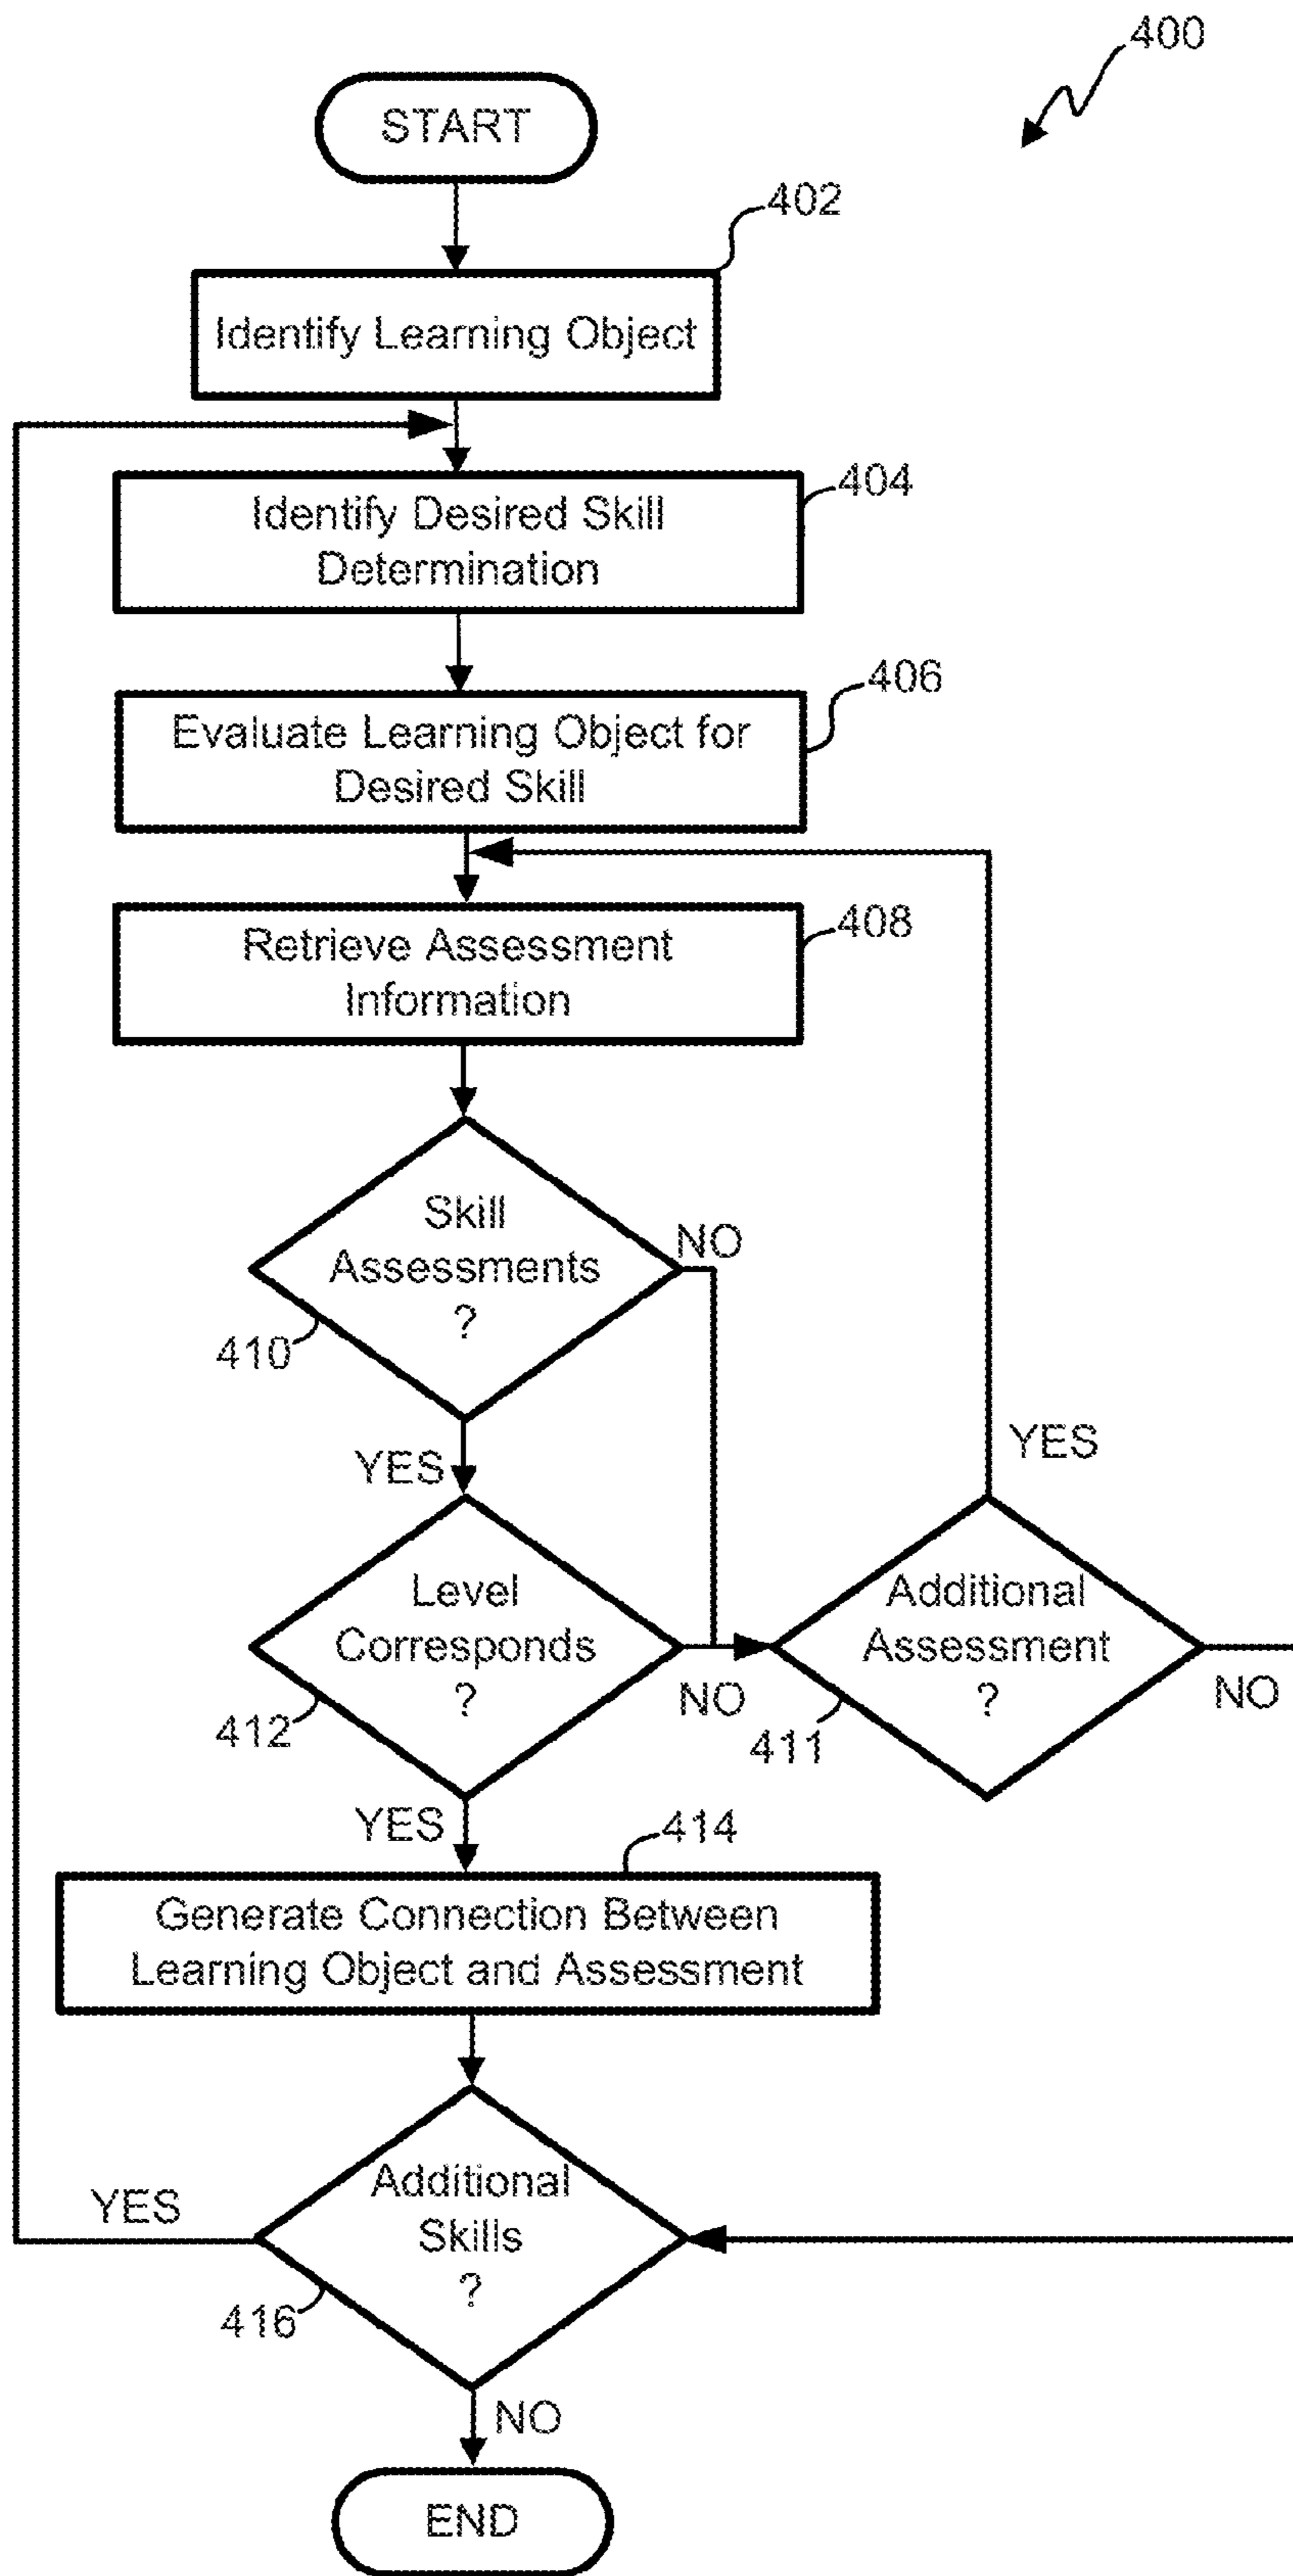 400
START
402
Identify Learning Object
404
Identify Desired Skill
Determination
406
Evaluate Learning Object for
Desired Skill
408
Retrieve Assessment
Information
Skill
Assessments
?
NO
410
YES
YES
Level
Corresponds
?
NO
412
Additional
Assessment
?
NO
411
YES
414
Generate Connection Between
Learning Object and Assessment
Additional
Skills
?
YES
416
NO
END